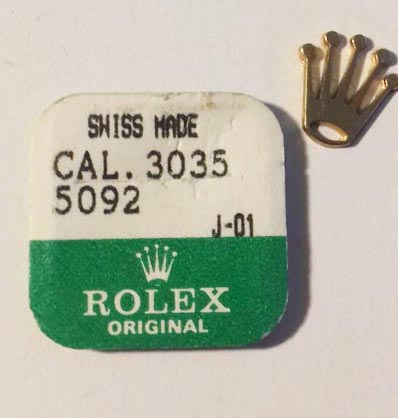 SWISS MADE
CAL. 3035
5092
J-01
ROLEX
ORIGINAL